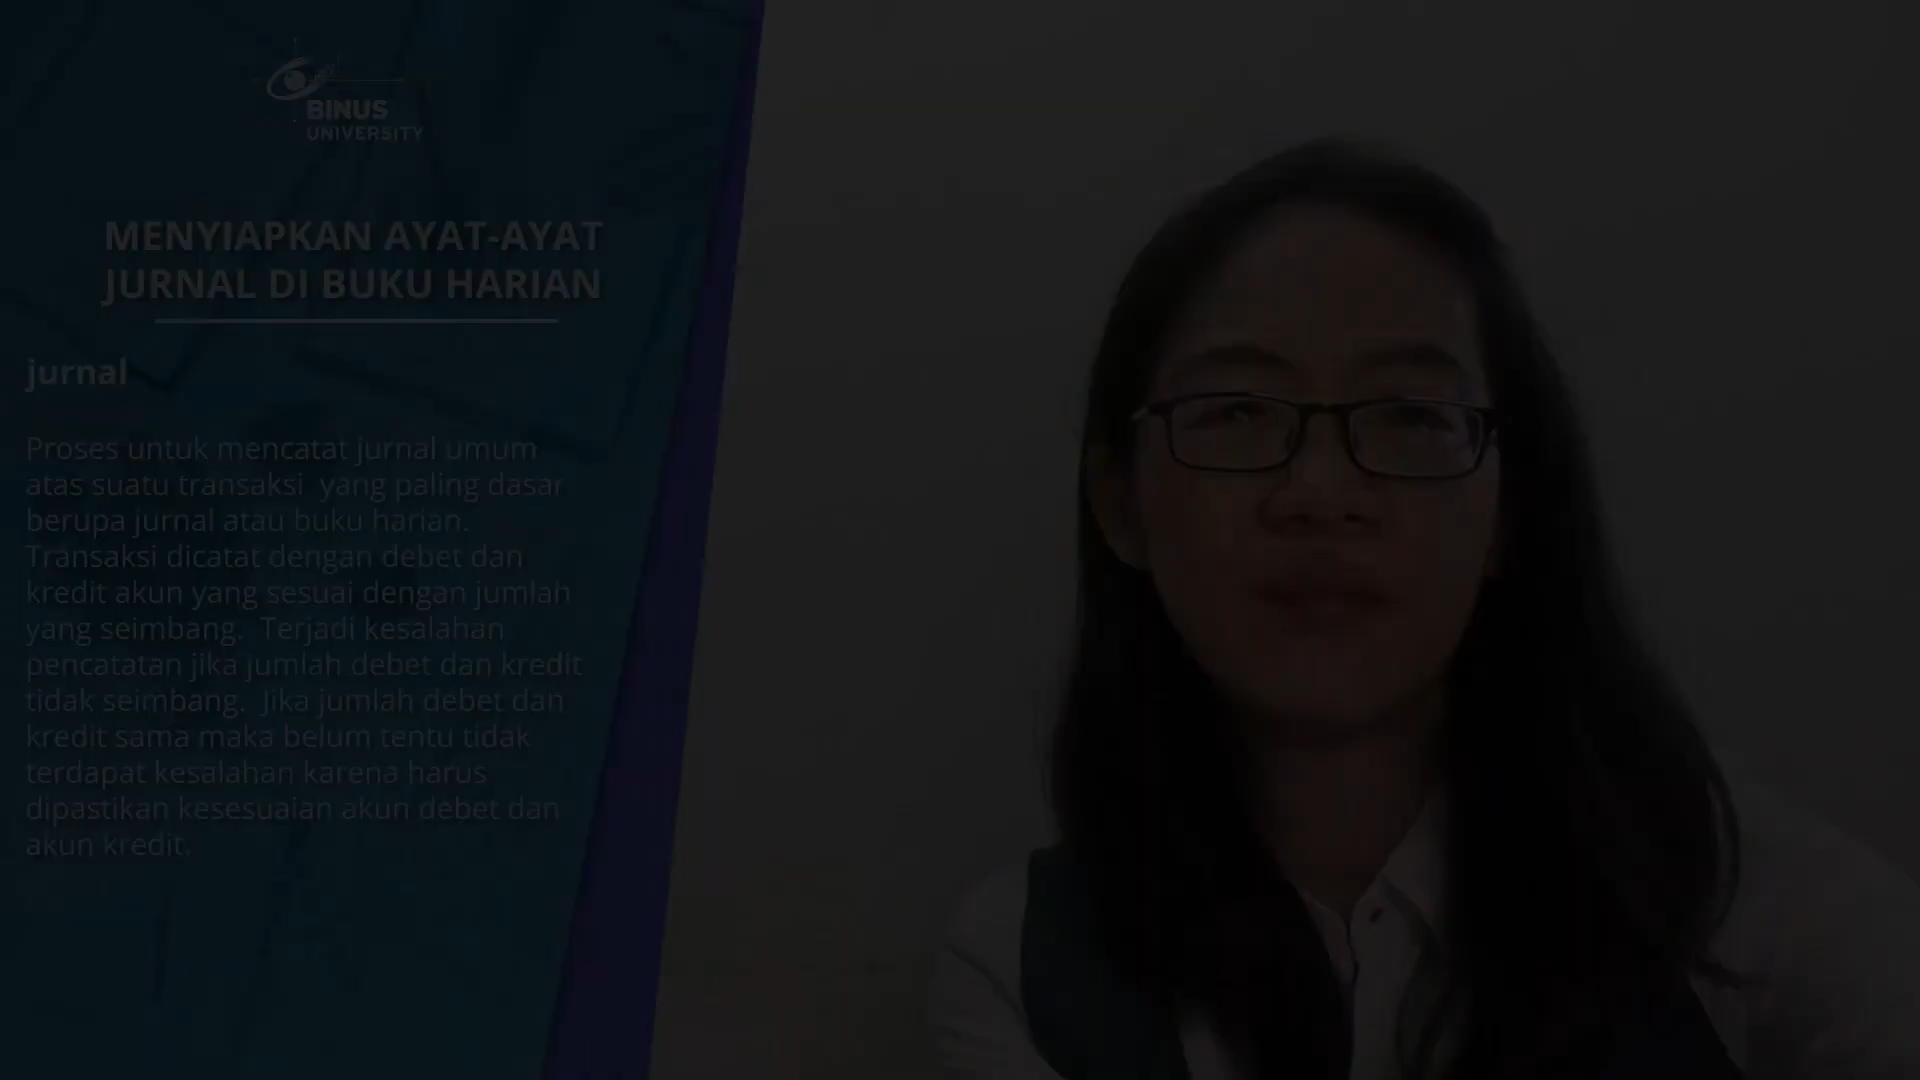 BINUS
UNIVERSITY
MENYIAPKAN AYAT-AYAT
JURNAL DI BUKU HARIAN
jurnal
Proses untuk mencatat jurnal umum
atas suatu transaksi yang paling dasar
berupa jurnal atau buku harian.
Transaksi dicatat dengan debet dan
kredit akun yang sesuai dengan jumlah
yang seimbang. Terjadi kesalahan
pencatatan jika jumlah debet dan kredit
tidak seimbang. Jika jumlah debet dan
kredit sama maka belum tentu tidak
terdapat kesalahan karena harus
dipastikan kesesuaian akun debet dan
akun kredit.